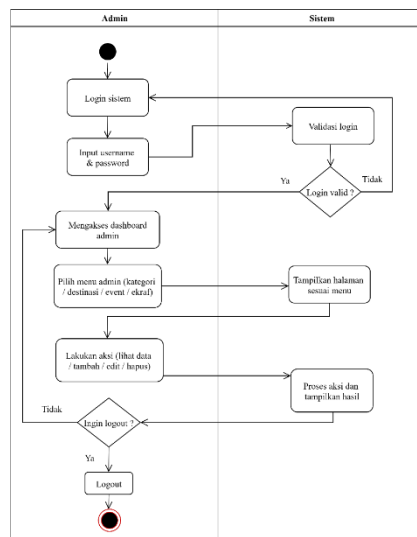 Admin
Sistem
Login sistem
Input username
& password
Validasi login
Ya
Login valid ?
Tidak
Mengakses dashboard
admin
Pilih menu admin (kategori
/ destinasi / event / ekraf)
Tampilkan halaman
sesuai menu
Lakukan aksi (lihat data
/ tambah / edit / hapus)
Proses aksi dan
tampilkan hasil
Tidak
Ingin logout ?
Ya
Logout